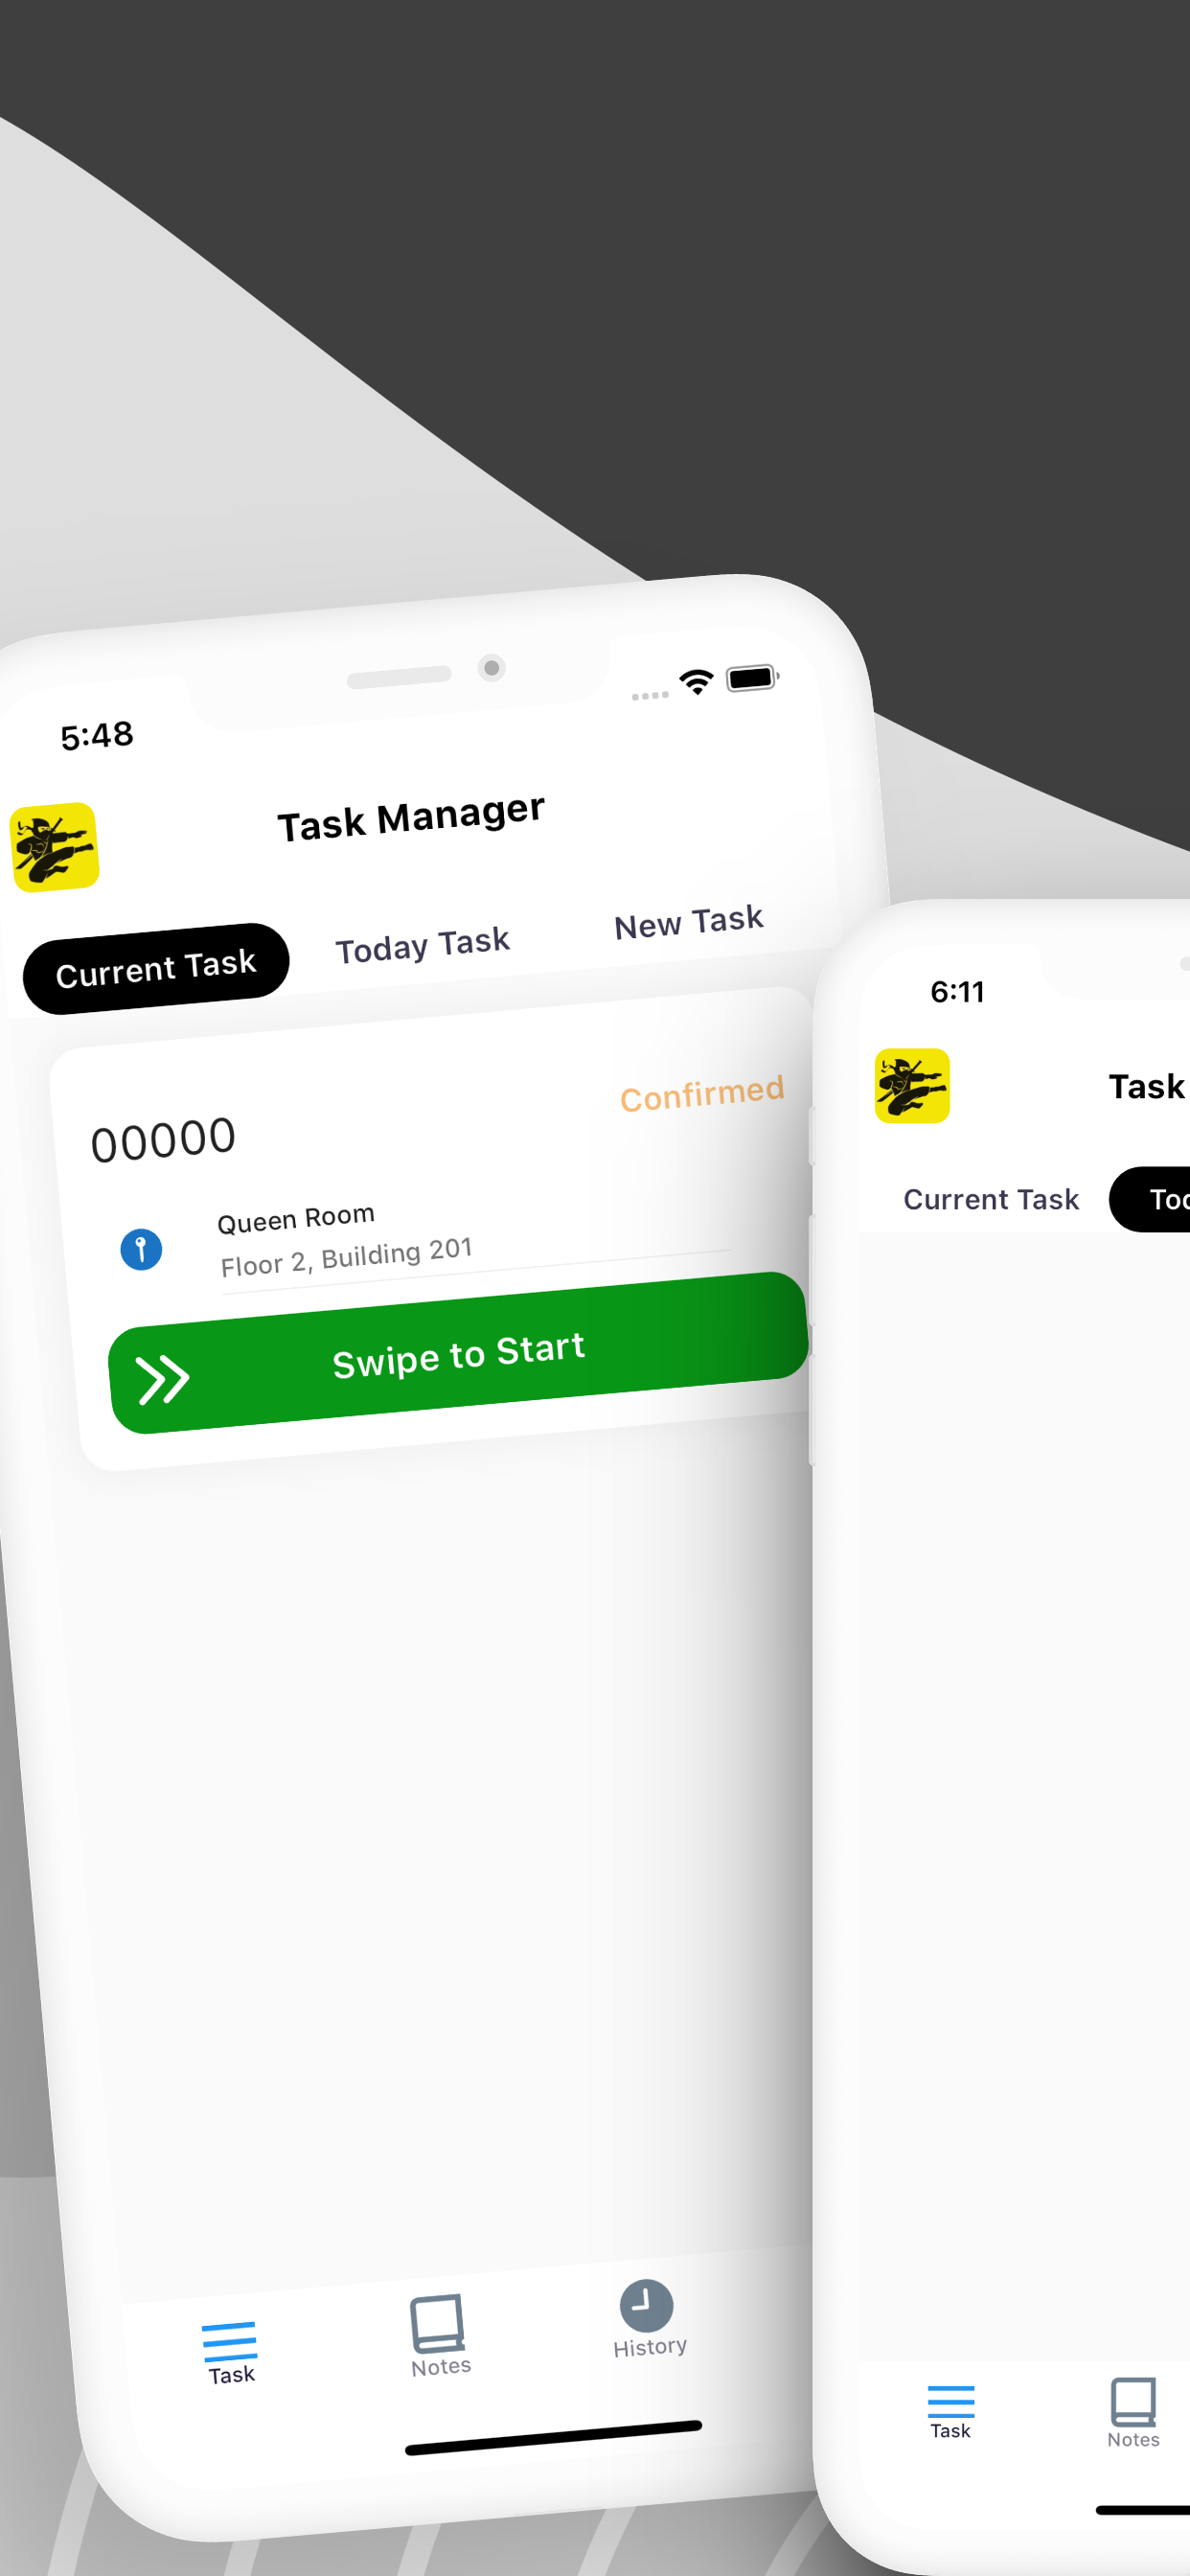 5:48
Task Manager
Current Task
Today Task
New Task
00000
Confirmed
Queen Room
Floor 2, Building 201
Swipe to Start
Task
Notes
History
6:11
Task
Current Task
Tod
Task
Notes